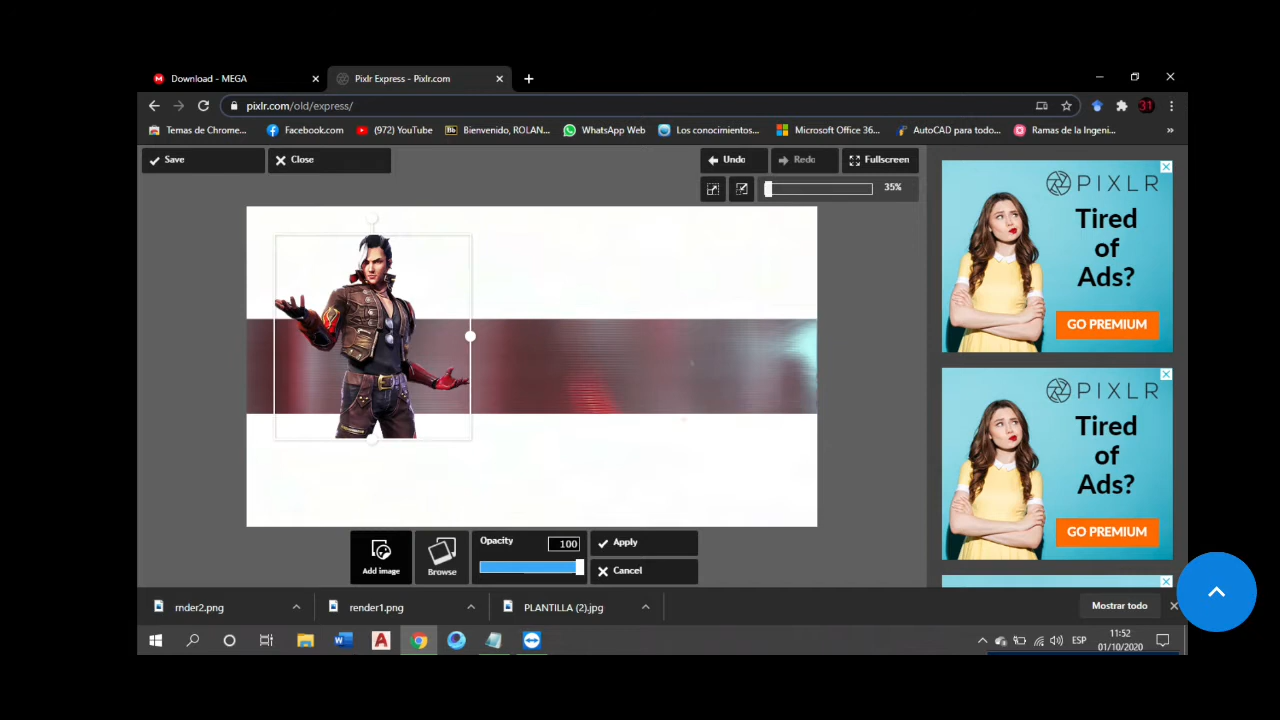 Download - MEGA
Pixlr Express - Pixlr.com
pixlr.com/old/express/
31
Temas de Chrome...
Facebook.com
(972) YouTube
Bb
Bienvenido, ROLAN...
WhatsApp Web
Los conocimientos...
Microsoft Office 36...
AutoCAD para todo...
Ramas de la Ingeni...
»
Save
Close
Undo
Redo
Fullscreen
35%
PIXLR
Tired
of
Ads?
GO PREMIUM
PIXLR
Tired
of
Ads?
GO PREMIUM
Add image
Browse
Opacity
100
Apply
Cancel
rnder2.png
render1.png
PLANTILLA (2).jpg
Mostrar todo
ESP
11:52
01/10/2020